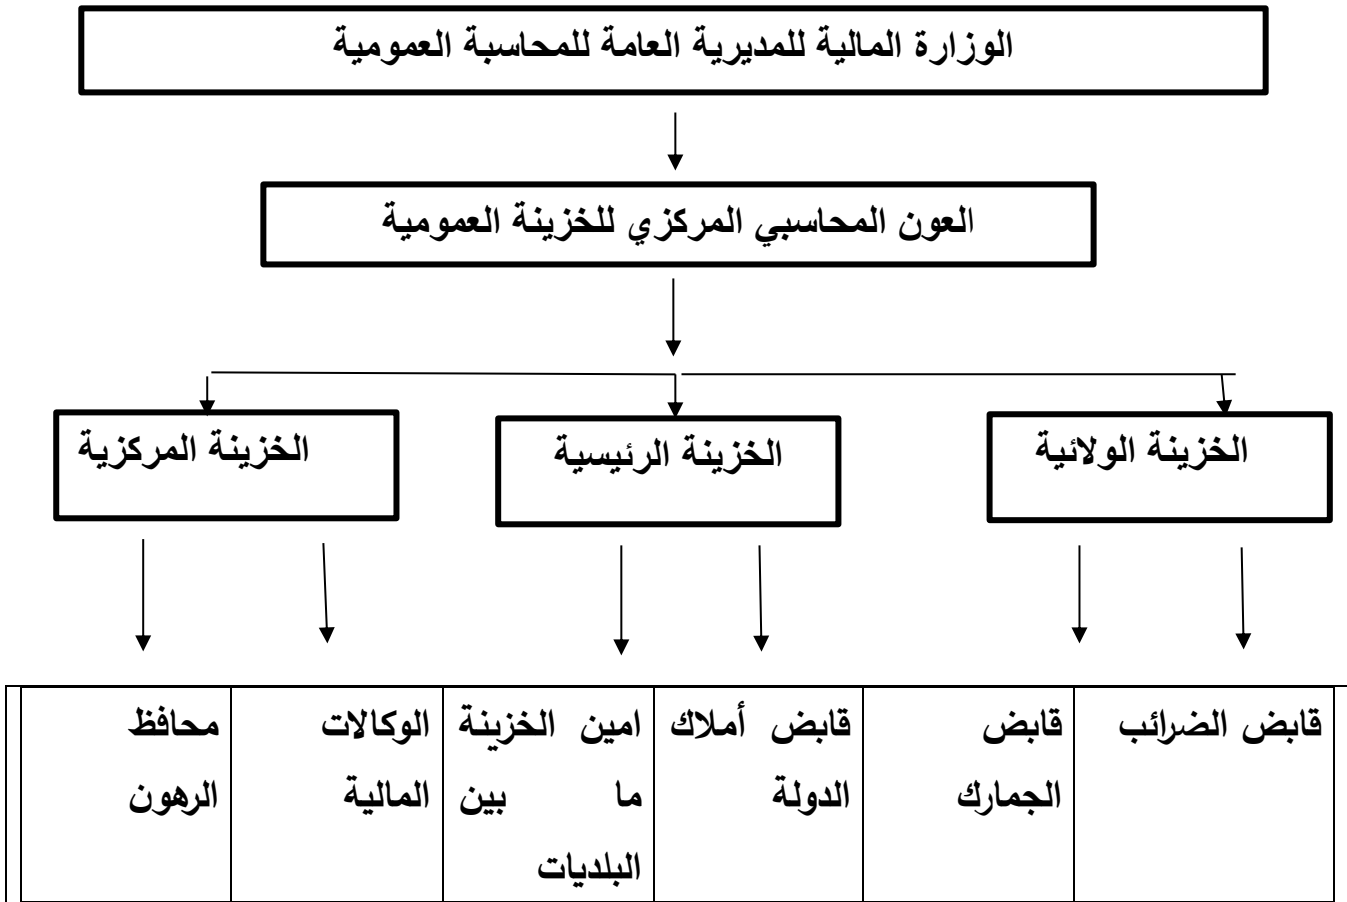 الوزارة المالية للمديرية العامة للمحاسبة العمومية
العون المحاسبي المركزي للخزينة العمومية
الخزينة الولائية
الخزينة الرئيسية
الخزينة المركزية
قابض الضرائب
قابض
الجمارك
قابض أملاك
الدولة
امين الخزينة
ما بين
البلديات
الوكالات
المالية
محافظ
الرهون